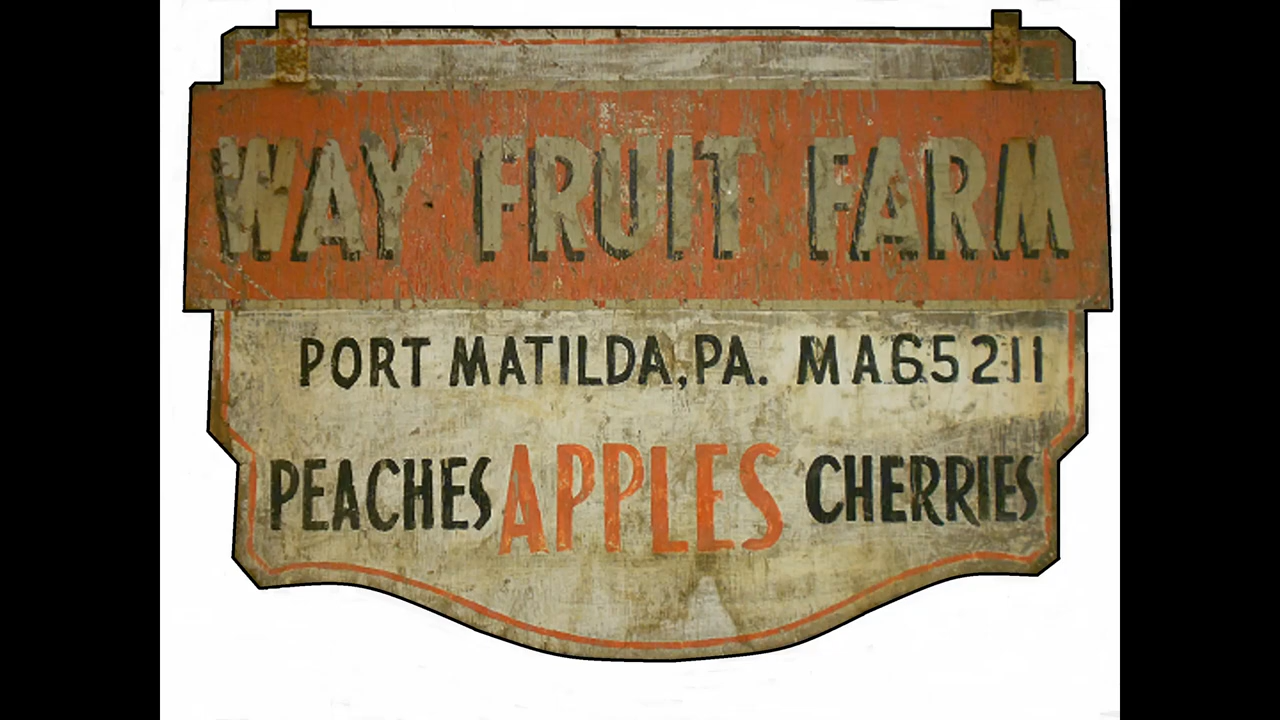 WAY FRUIT FARM
PORT MATILDA, PA. MA65211
PEACHES APPLES CHERRIES